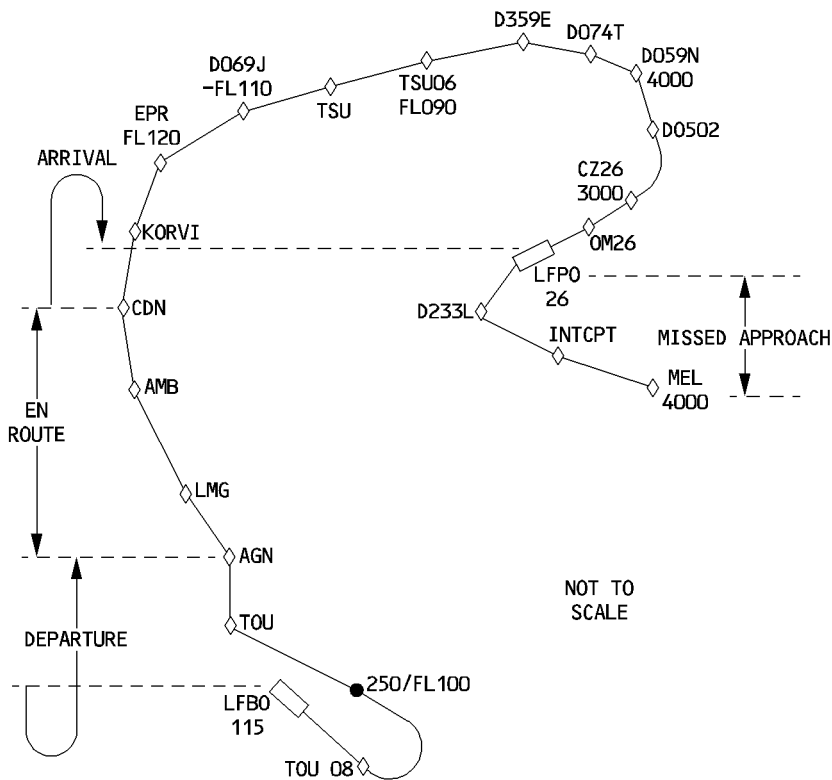 D359E
D074T
D059N
4000
D069J
-FL110
TSU
TSU06
FL090
EPR
FL120
D0502
ARRIVAL
CZ26
3000
KORVI
OM26
LFPO
26
CDN
D233L
INTCPT
MISSED APPROACH
MEL
4000
AMB
EN
ROUTE
LMG
AGN
NOT TO
SCALE
TOU
DEPARTURE
250/FL100
LFBO
115
TOU 08